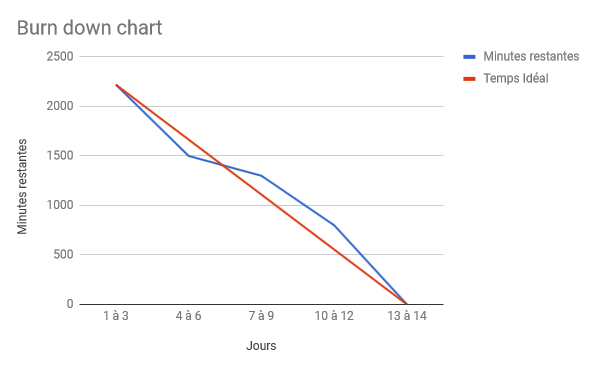 Burn down chart
Minutes restantes
Temps Idéal
Minutes restantes
2500
2000
1500
1000
500
0
1 à 3
4 à 6
7 à 9
10 à 12
13 à 14
Jours